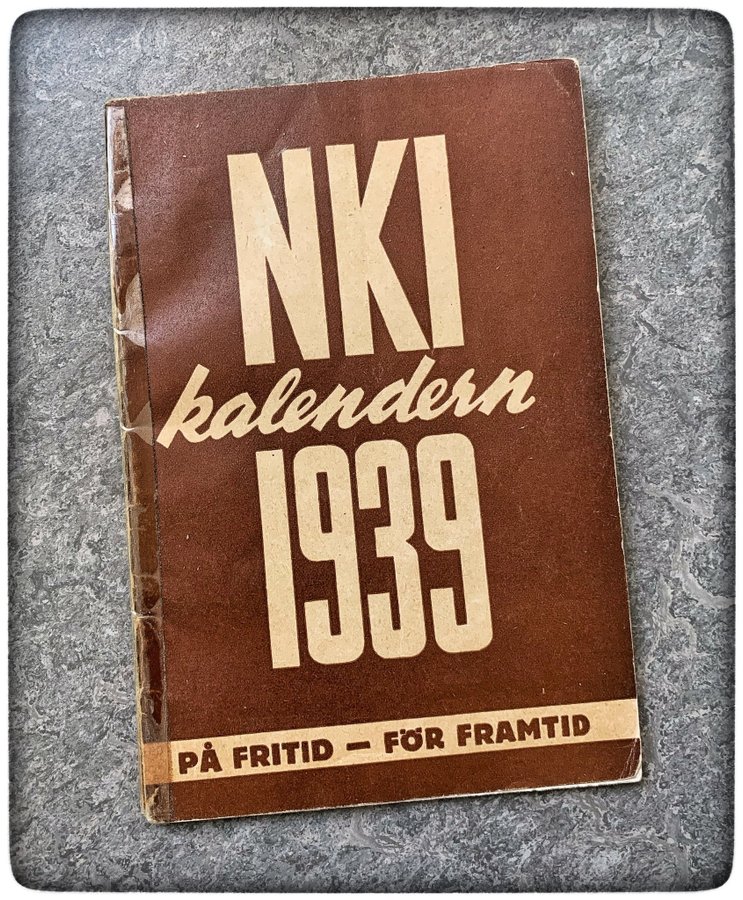 NKI
kalendern
1939
PÅ FRITID — FÖR FRAMTID